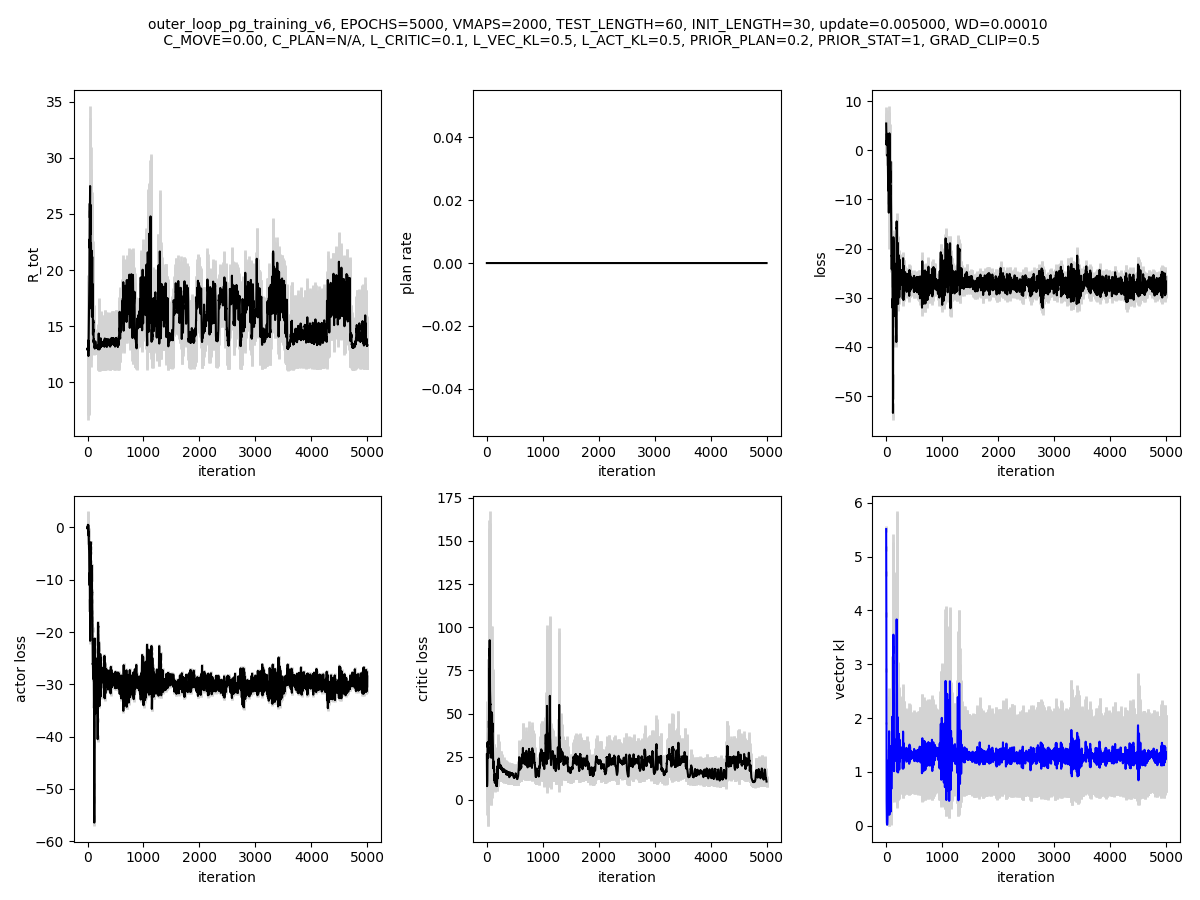 outer_loop_pg_training_v6, EPOCHS=5000, VMAPS=2000, TEST_LENGTH=60, INIT_LENGTH=30, update=0.005000, WD=0.00010
C_MOVE=0.00, C_PLAN=N/A, L_CRITIC=0.1, L_VEC_KL=0.5, L_ACT_KL=0.5, PRIOR_PLAN=0.2, PRIOR_STAT=1, GRAD_CLIP=0.5
35
30
25
20
15
10
R_tot
0 1000 2000 3000 4000 5000
iteration
0.04
0.02
0.00
−0.02
−0.04
plan rate
0 1000 2000 3000 4000 5000
iteration
10
0
−10
−20
−30
−40
−50
loss
0 1000 2000 3000 4000 5000
iteration
0
−10
−20
−30
−40
−50
−60
actor loss
0 1000 2000 3000 4000 5000
iteration
175
150
125
100
75
50
25
0
critic loss
0 1000 2000 3000 4000 5000
iteration
6
5
4
3
2
1
0
vector kl
0 1000 2000 3000 4000 5000
iteration